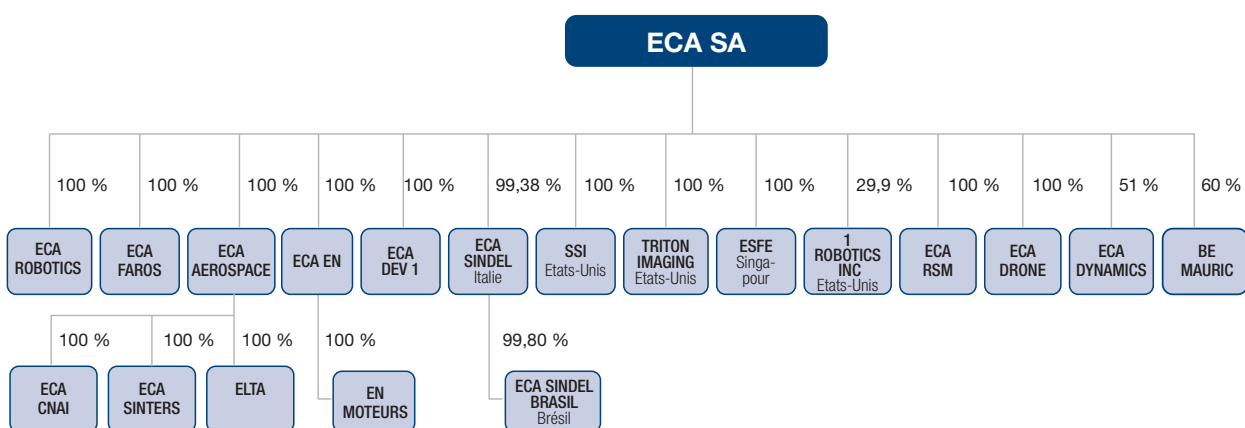 ECA SA
100 %
100 %
100 %
100 %
100 %
99,38 %
100 %
100 %
100 %
29,9 %
100 %
100 %
51 %
60 %
ECA
ROBOTICS
ECA
FAROS
ECA
AEROSPACE
ECA EN
ECA
DEV 1
ECA
SINDEL
Italie
SSI
Etats-Unis
TRITON
IMAGING
Etats-Unis
ESFE
Singa-
pour
1
ROBOTICS
INC
Etats-Unis
ECA
RSM
ECA
DRONE
ECA
DYNAMICS
BE
MAURIC
100 %
100 %
100 %
100 %
99,80 %
ECA
CNAI
ECA
SINTERS
ELTA
EN
MOTEURS
ECA SINDEL
BRASIL
Brésil